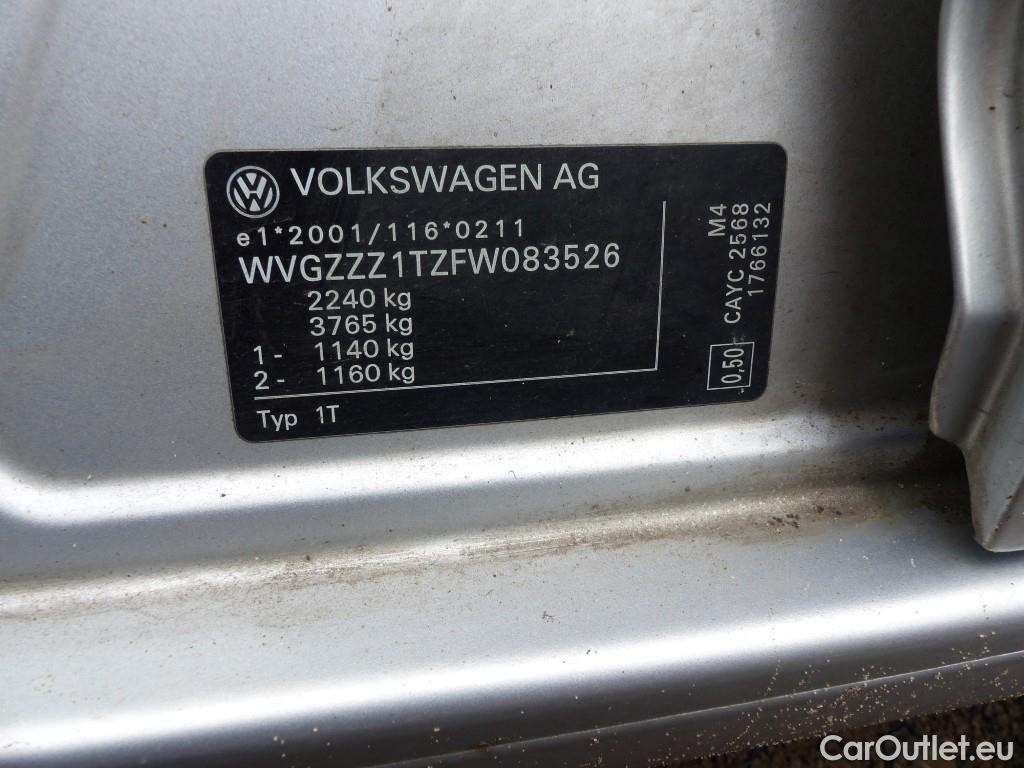 VOLKSWAGEN AG
e1*2001/116*0211
WVGZZZ1TZFW083526
2240 kg
3765 kg
1- 1140 kg
2- 1160 kg
Typ 1T
M4
CAYC 2568
1766132
0,50
CarOutlet.eu